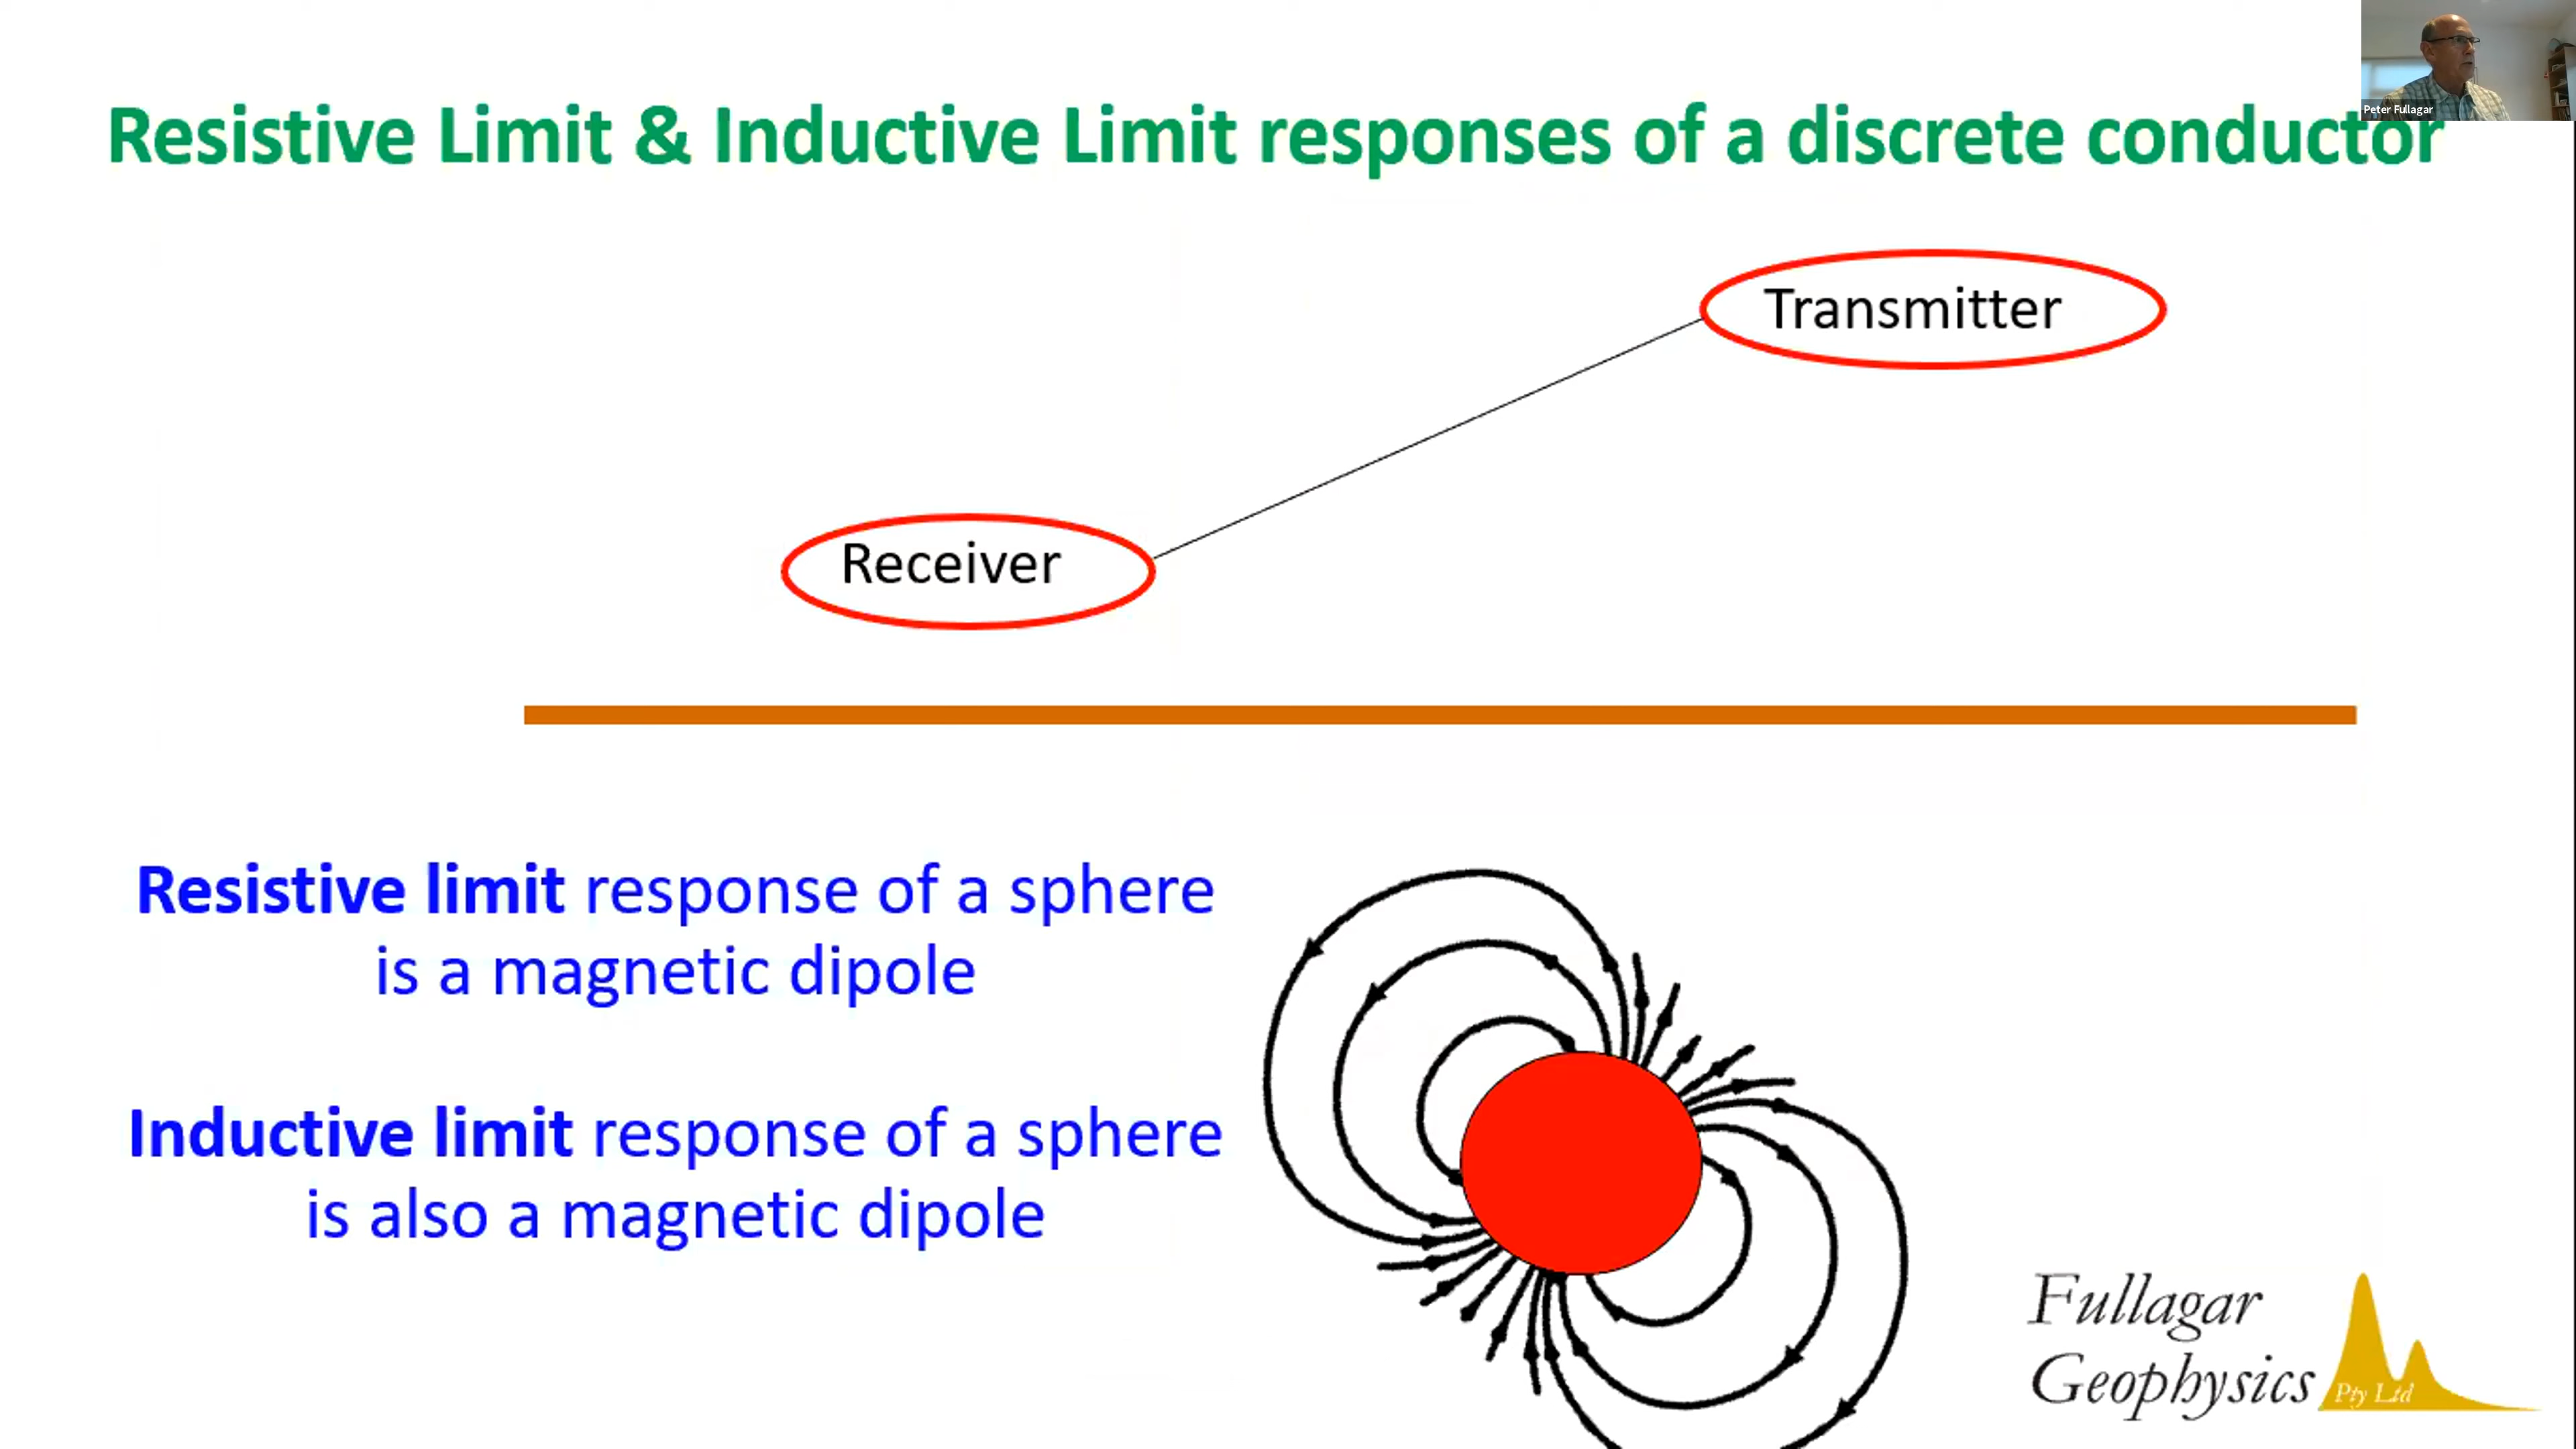 Peter Fullagar
Resistive Limit & Inductive Limit responses of a discrete conductor
Transmitter
Receiver
Resistive limit response of a sphere
is a magnetic dipole
Inductive limit response of a sphere
is also a magnetic dipole
Fullagar
Geophysics
Pty Ltd